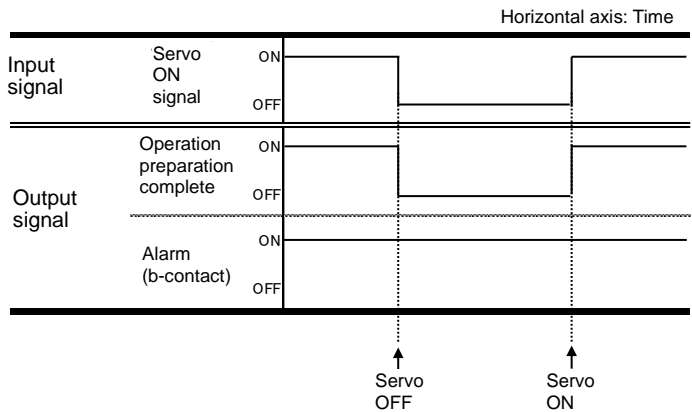 Horizontal axis: Time
Input
signal
Servo
ON
signal
ON
OFF
Output
signal
Operation
preparation
complete
ON
OFF
Alarm
(b-contact)
ON
OFF
Servo
OFF
Servo
ON